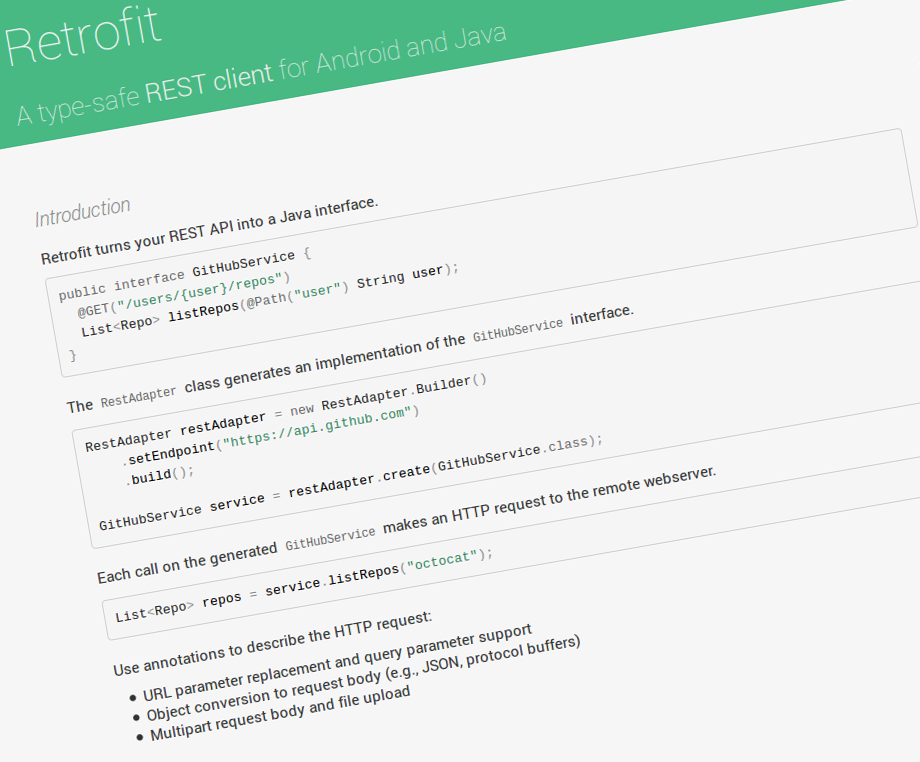 Retrofit
A type-safe REST client for Android and Java
Introduction
Retrofit turns your REST API into a Java interface.
public interface GitHubService {
  @GET("/users/{user}/repos")
  List<Repo> listRepos(@Path("user") String user);
}
The RestAdapter class generates an implementation of the GitHubService interface.
RestAdapter restAdapter = new RestAdapter.Builder()
    .setEndpoint("https://api.github.com")
    .build();
GitHubService service = restAdapter.create(GitHubService.class);
Each call on the generated GitHubService makes an HTTP request to the remote webserver.
List<Repo> repos = service.listRepos("octocat");
Use annotations to describe the HTTP request:
• URL parameter replacement and query parameter support
• Object conversion to request body (e.g., JSON, protocol buffers)
• Multipart request body and file upload